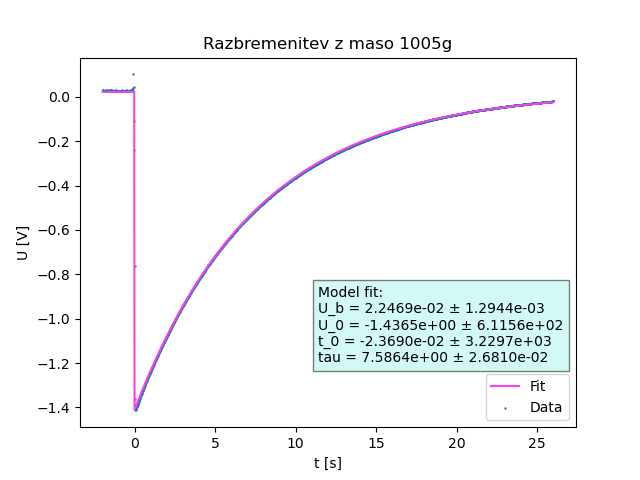 Razbremenitev z maso 1005g
U [V]
0.0
−0.2
−0.4
−0.6
−0.8
−1.0
−1.2
−1.4
Model fit:
U_b = 2.2469e-02 ± 1.2944e-03
U_0 = -1.4365e+00 ± 6.1156e+02
t_0 = -2.3690e-02 ± 3.2297e+03
tau = 7.5864e+00 ± 2.6810e-02
Fit
Data
0 5 10 15 20 25
t [s]